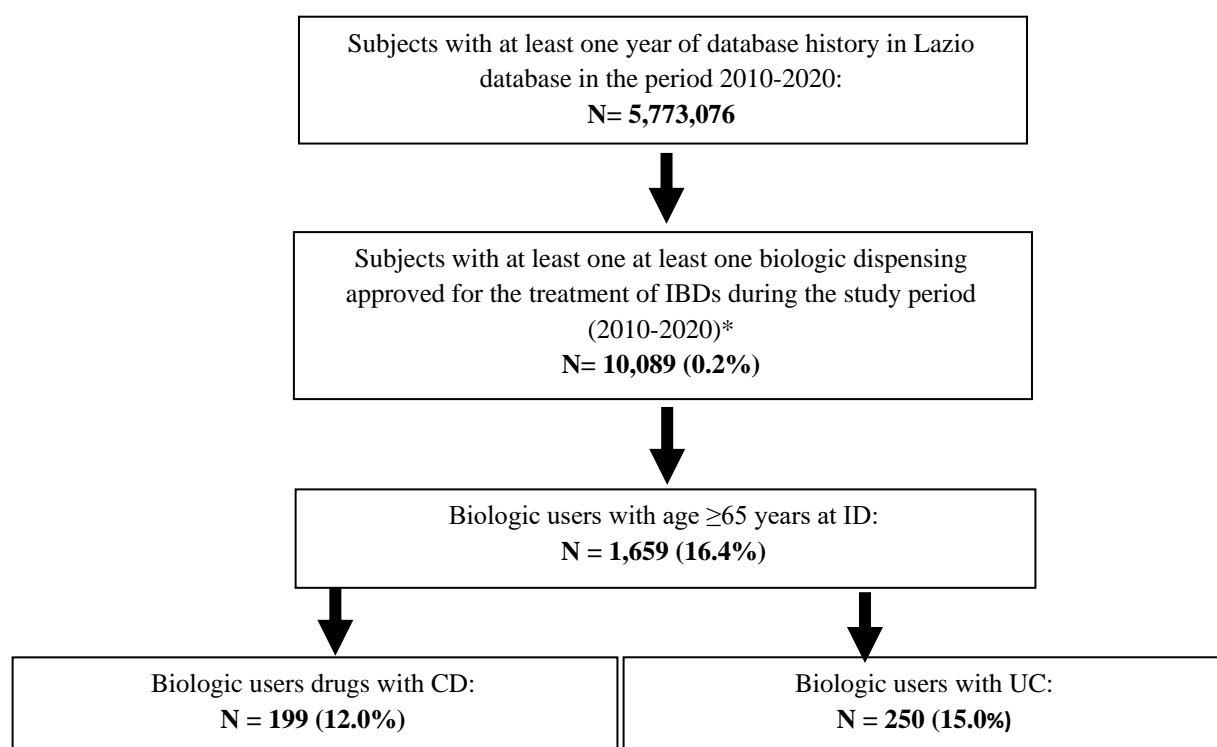 Subjects with at least one year of database history in Lazio
database in the period 2010-2020:
N= 5,773,076
Subjects with at least one at least one biologic dispensing
approved for the treatment of IBDs during the study period
(2010-2020)*
N= 10,089 (0.2%)
Biologic users with age ≥65 years at ID:
N = 1,659 (16.4%)
Biologic users drugs with CD:
N = 199 (12.0%)
Biologic users with UC:
N = 250 (15.0%)